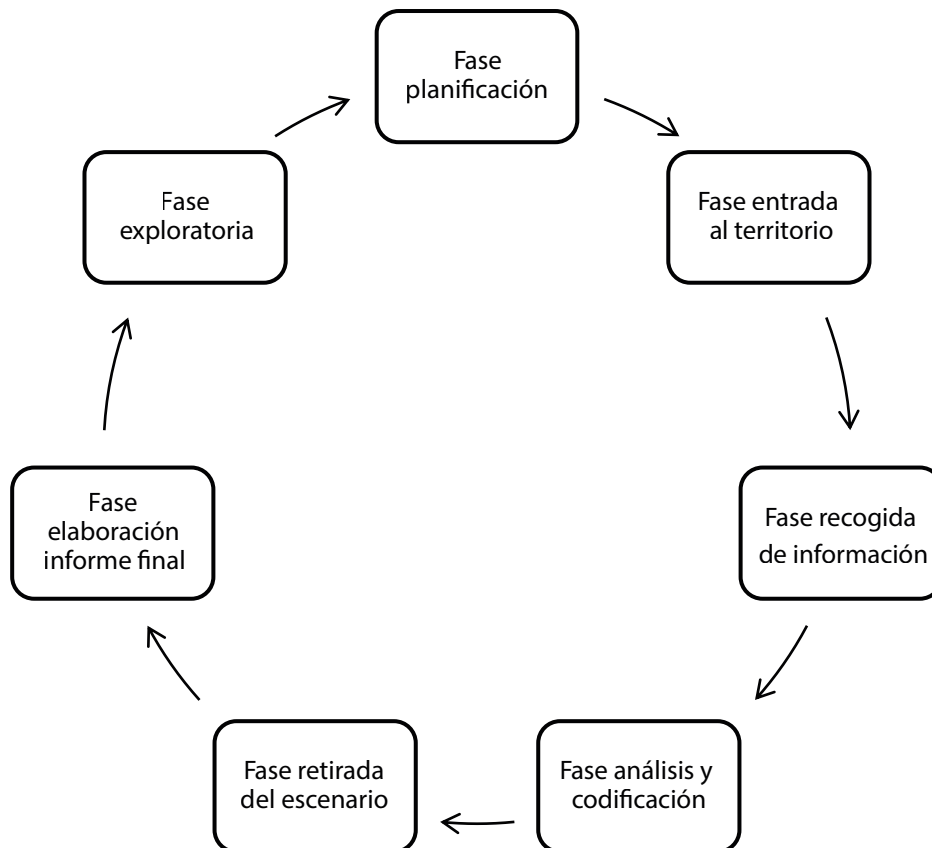 Fase
planificación
Fase entrada
al territorio
Fase recogida
de información
Fase análisis y
codificación
Fase retirada
del escenario
Fase
elaboración
informe final
Fase
exploratoria